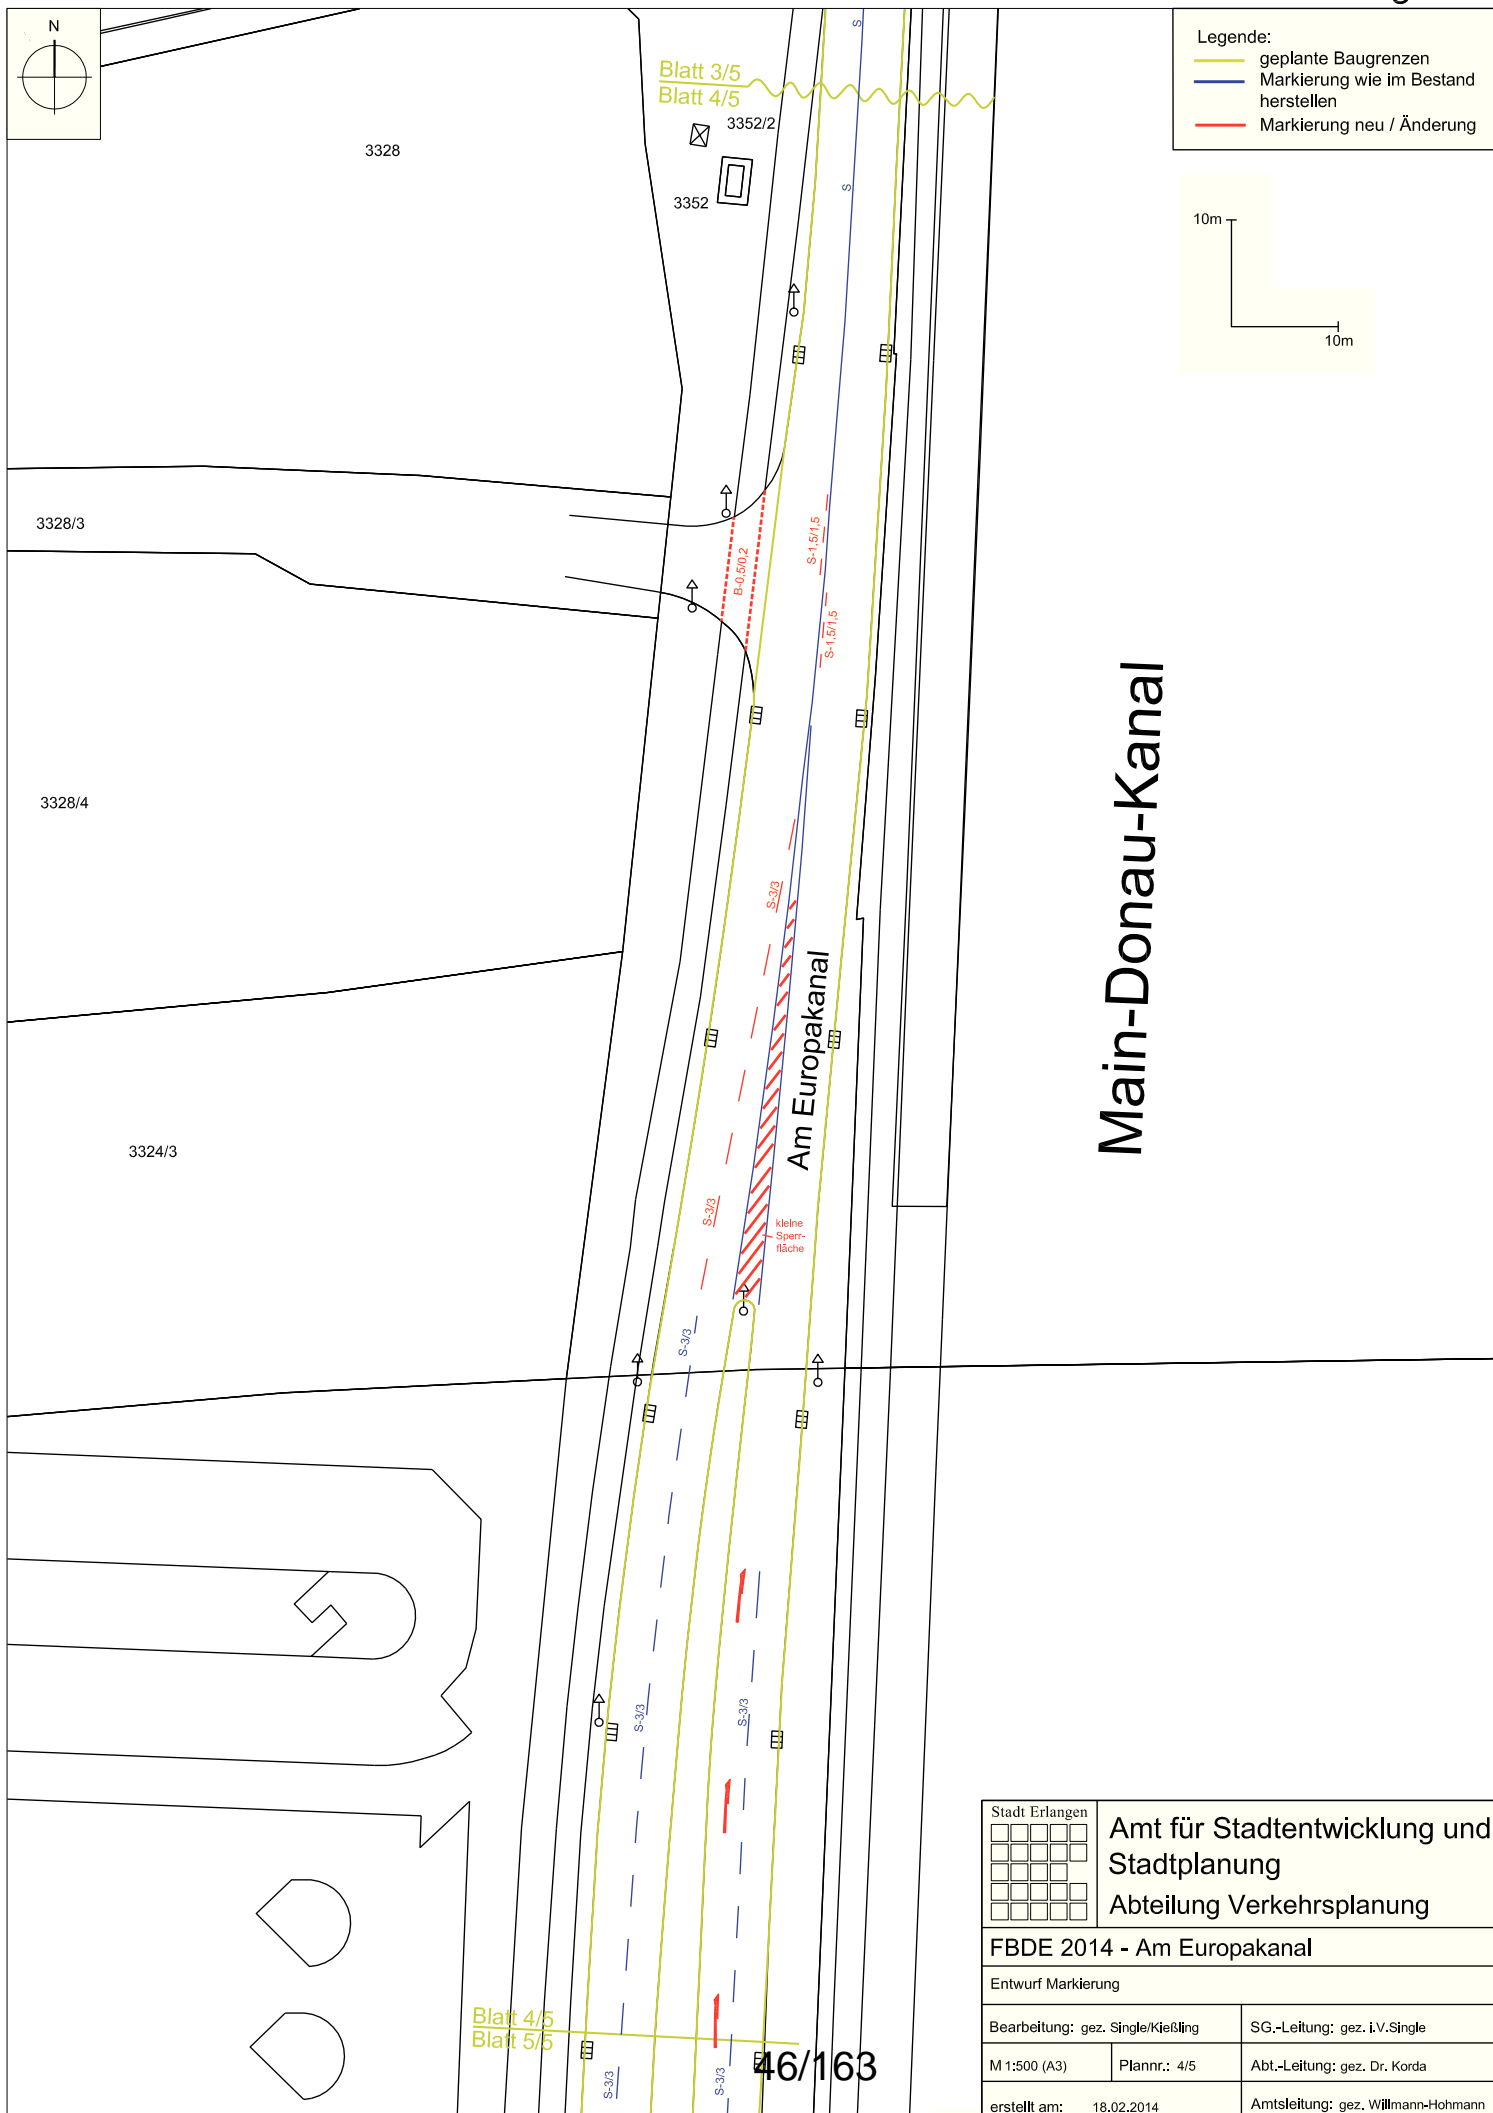 N
Legende:
geplante Baugrenzen
Markierung wie im Bestand
herstellen
Markierung neu / Änderung
Blatt 3/5
Blatt 4/5
S
3352/2
3328
S
3352
10m
10m
3328/3
S-1,5/1,5
B-0,5/0,2
S-1,5/1,5
Main-Donau-Kanal
3328/4
S-3/3
Am Europakanal
3324/3
S-3/3
kleine
Sperr-
fläche
S-3/3
S-3/3
S-3/3
Stadt Erlangen
Amt für Stadtentwicklung und
Stadtplanung
Abteilung Verkehrsplanung
FBDE 2014 - Am Europakanal
Entwurf Markierung
Bearbeitung: gez. Single/Kießling
SG.-Leitung: gez. i.V.Single
M 1:500 (A3)
Plannr.: 4/5
Abt.-Leitung: gez. Dr. Korda
erstellt am: 18.02.2014
Amtsleitung: gez. Willmann-Hohmann
Blatt 4/5
Blatt 5/5
46/163
S-3/3
S-3/3